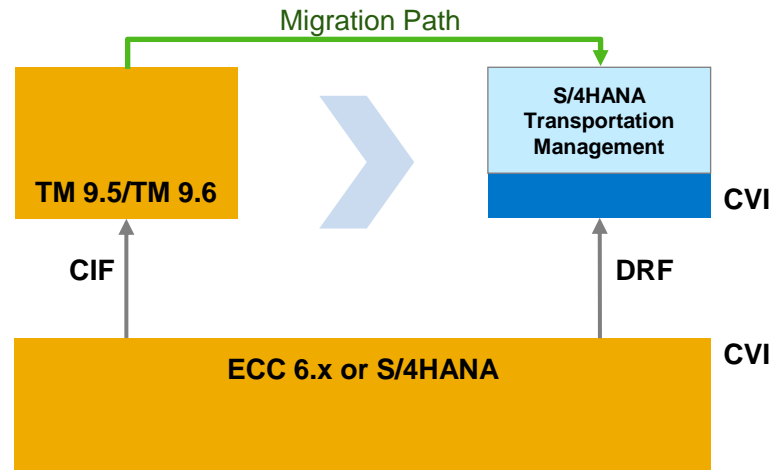 Migration Path
S/4HANA
Transportation
Management
TM 9.5/TM 9.6
CVI
CIF
DRF
ECC 6.x or S/4HANA
CVI